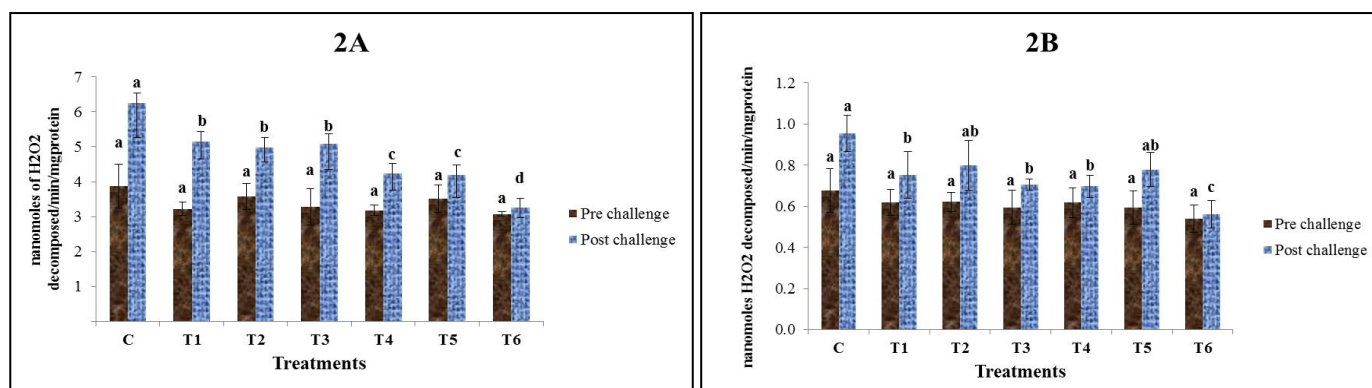 2A
nanomoles of H2O2
decomposed/min/mgprotein
7
6
5
4
3
2
1
a
a
a
b
a
b
a
b
a
c
a
c
a
d
C T1 T2 T3 T4 T5 T6
Treatments
Pre challenge
Post challenge
2B
nanomoles H2O2 decomposed/min/mgprotein
1.2
1.0
0.8
0.6
0.4
0.2
0.0
a
a
a
b
a
ab
a
b
a
b
a
ab
a
c
C T1 T2 T3 T4 T5 T6
Treatments
Pre challenge
Post challenge